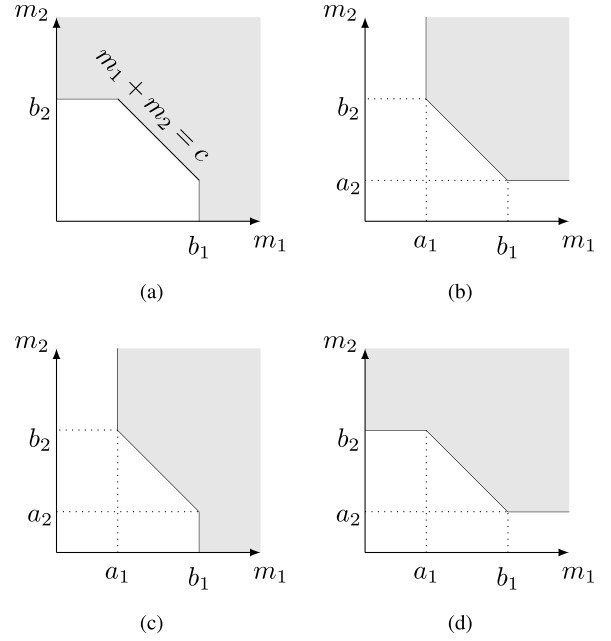 m₂
m₁ + m₂ = c
b₂
b₁
m₁
(a)
m₂
b₂
a₂
a₁
b₁
m₁
(b)
m₂
b₂
a₂
a₁
b₁
m₁
(c)
m₂
b₂
a₂
a₁
b₁
m₁
(d)